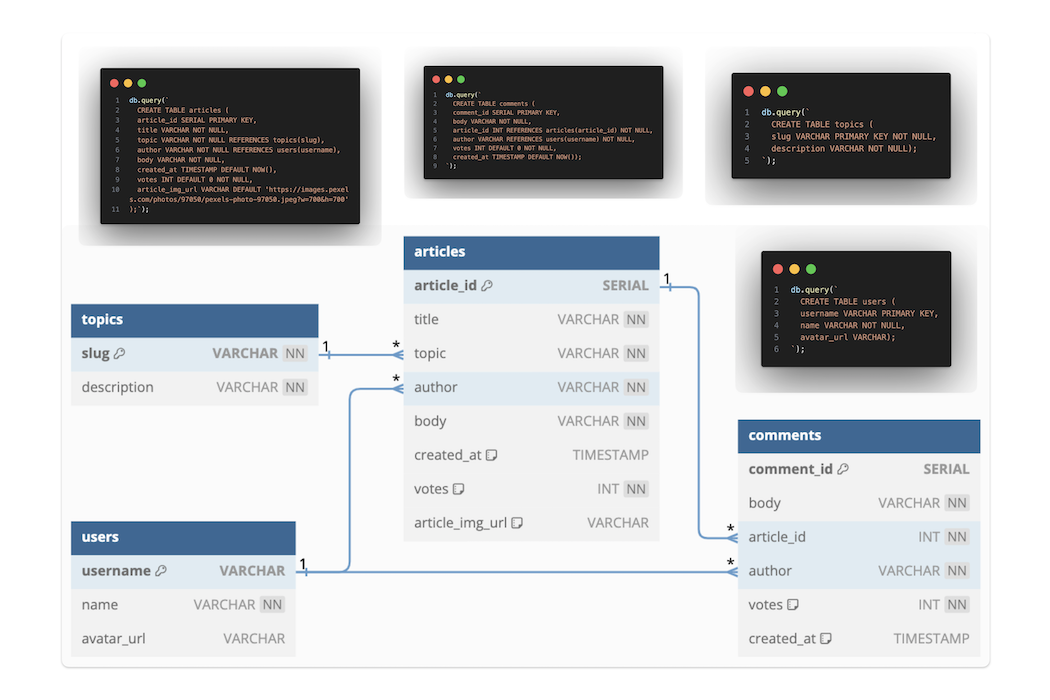 1 db.query(`
2 CREATE TABLE articles (
3 article_id SERIAL PRIMARY KEY,
4 title VARCHAR NOT NULL,
5 topic VARCHAR NOT NULL REFERENCES topics(slug),
6 author VARCHAR NOT NULL REFERENCES users(username),
7 body VARCHAR NOT NULL,
8 created_at TIMESTAMP DEFAULT NOW(),
9 votes INT DEFAULT 0 NOT NULL,
10 article_img_url VARCHAR DEFAULT 'https://images.pexel
s.com/photos/97050/pexels-photo-97050.jpeg?w=700&h=700'
11 );`);
1 db.query(`
2 CREATE TABLE comments (
3 comment_id SERIAL PRIMARY KEY,
4 body VARCHAR NOT NULL,
5 article_id INT REFERENCES articles(article_id) NOT NULL,
6 author VARCHAR REFERENCES users(username) NOT NULL,
7 votes INT DEFAULT 0 NOT NULL,
8 created_at TIMESTAMP DEFAULT NOW());
9 `);
1 db.query(`
2 CREATE TABLE topics (
3 slug VARCHAR PRIMARY KEY NOT NULL,
4 description VARCHAR NOT NULL);
5 `);
1 db.query(`
2 CREATE TABLE users (
3 username VARCHAR PRIMARY KEY,
4 name VARCHAR NOT NULL,
5 avatar_url VARCHAR);
6 `);
topics
slug VARCHAR NN
description VARCHAR NN
1
*
*
articles
article_id SERIAL
title VARCHAR NN
topic VARCHAR NN
author VARCHAR NN
body VARCHAR NN
created_at TIMESTAMP
votes INT NN
article_img_url VARCHAR
1
users
username VARCHAR
name VARCHAR NN
avatar_url VARCHAR
1
*
*
comments
comment_id SERIAL
body VARCHAR NN
article_id INT NN
author VARCHAR NN
votes INT NN
created_at TIMESTAMP